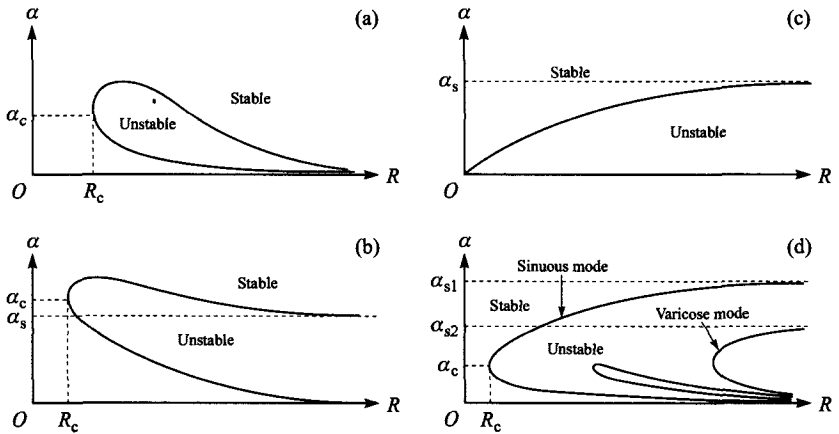 α
(a)
Stable
α_c
Unstable
O
R_c
R
α
(c)
α_s
Stable
Unstable
O
R
α
(b)
Stable
α_c
α_s
Unstable
O
R_c
R
α
(d)
α_s1
Sinuous mode
Stable
α_s2
Varicose mode
Unstable
α_c
O
R_c
R